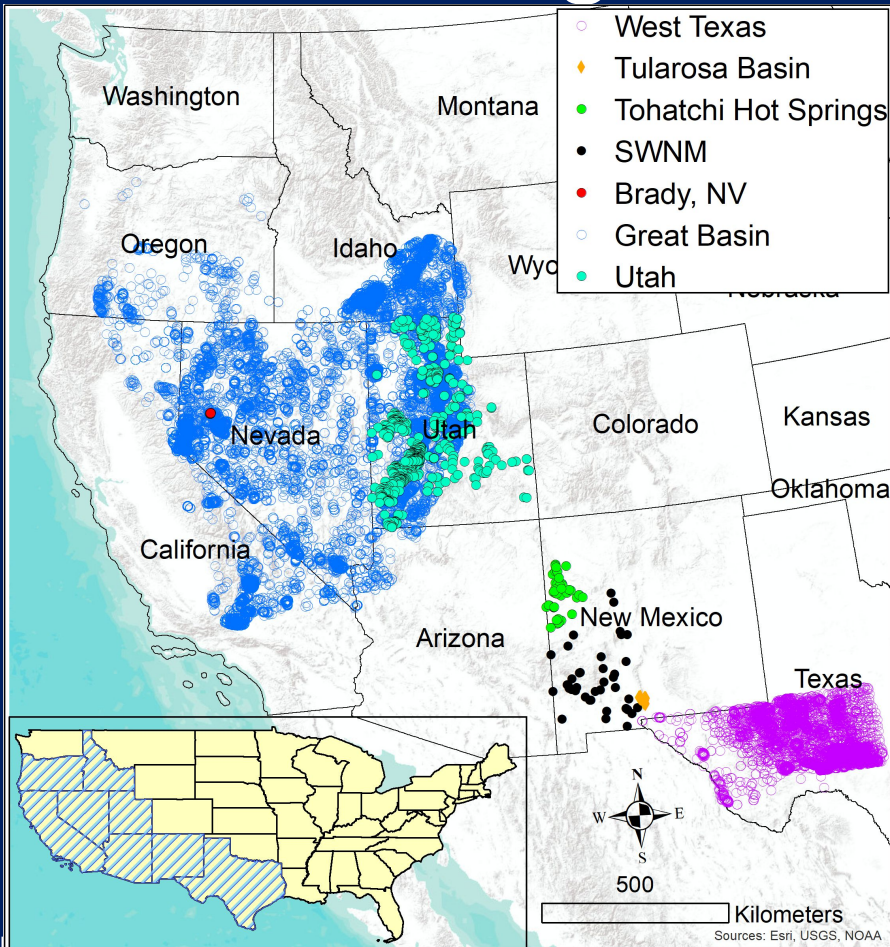 West Texas
Tularosa Basin
Tohatchi Hot Springs
SWNM
Brady, NV
Great Basin
Utah
Washington
Montana
Oregon
Idaho
Nevada
Utah
Colorado
Kansas
Oklahoma
California
Arizona
New Mexico
Texas
N
W
E
S
500
Kilometers
Sources: Esri, USGS, NOAA